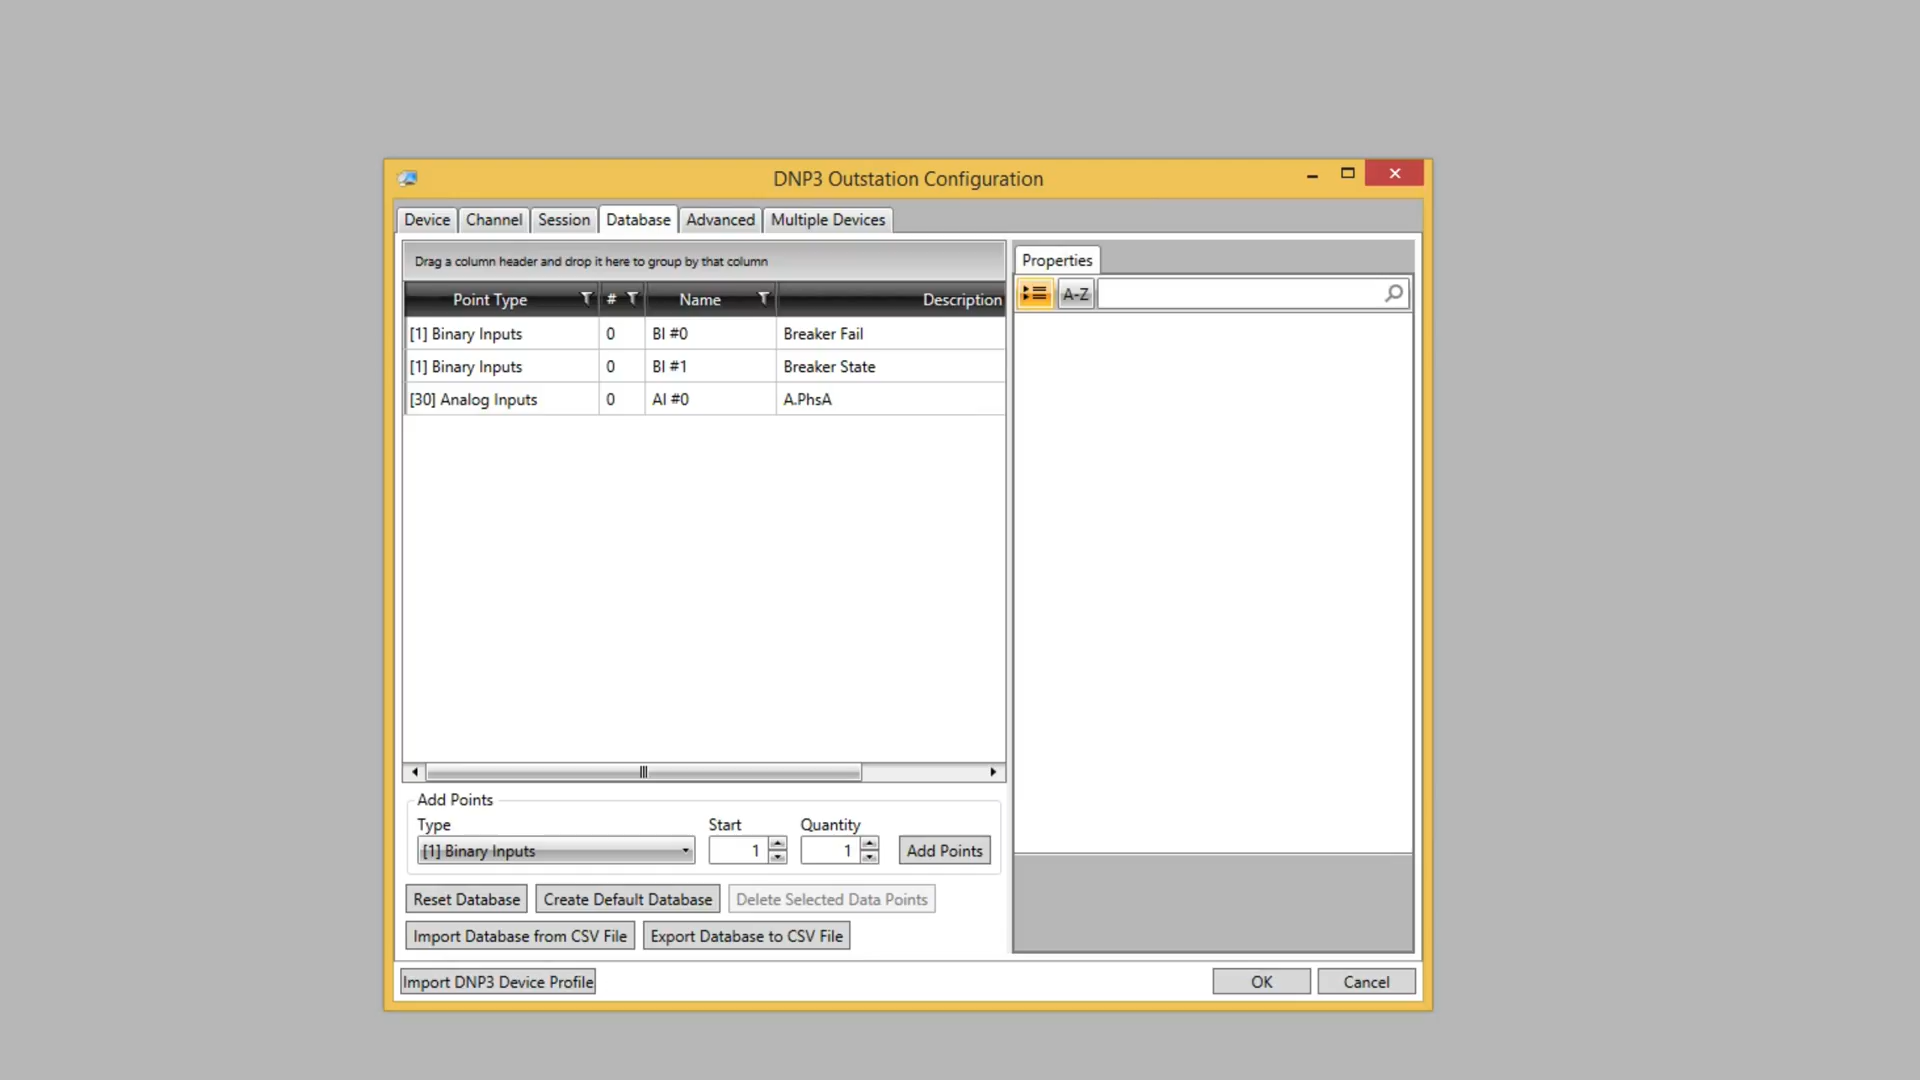 DNP3 Outstation Configuration
Device Channel Session Database Advanced Multiple Devices
Drag a column header and drop it here to group by that column
Point Type # Name Description
[1] Binary Inputs 0 BI #0 Breaker Fail
[1] Binary Inputs 0 BI #1 Breaker State
[30] Analog Inputs 0 AI #0 A.PhsA
Properties
A-Z
Add Points
Type Start Quantity
[1] Binary Inputs 1 1 Add Points
Reset Database Create Default Database Delete Selected Data Points
Import Database from CSV File Export Database to CSV File
Import DNP3 Device Profile OK Cancel